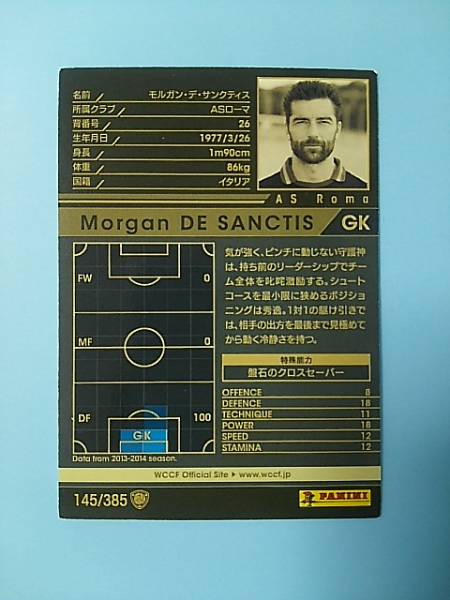 名前 モルガン・デ・サンクティス
所属クラブ ASローマ
背番号 26
生年月日 1977/3/26
身長 1m90cm
体重 86kg
国籍 イタリア
AS Roma
Morgan DE SANCTIS GK
FW 0
MF 0
DF 100
GK
Data from 2013-2014 season.
気が強く、ピンチに動じない守護神
は、持ち前のリーダーシップでチー
ム全体を叱咤激励する。シュート
コースを最小限に狭めるポジショ
ニングは秀逸。1対1の駆け引きで
は、相手の出方を最後まで見極めて
から動く冷静さを持つ。
特殊能力
盤石のクロスセーバー
OFFENCE 8
DEFENCE 18
TECHNIQUE 11
POWER 18
SPEED 12
STAMINA 12
WCCF Official Site ▶ www.wccf.jp
145/385
PANINI